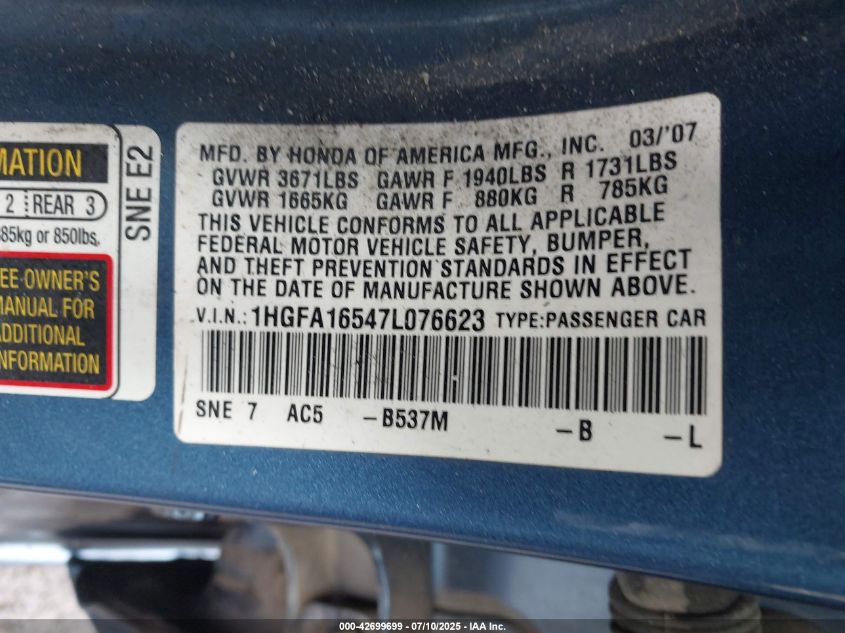 MATION
2 REAR 3
85kg or 850lbs.
EE OWNER'S
MANUAL FOR
ADDITIONAL
NFORMATION
SNE E2
MFD. BY HONDA OF AMERICA MFG., INC. 03/'07
GVWR 3671LBS GAWR F 1940LBS R 1731LBS
GVWR 1665KG GAWR F 880KG R 785KG
THIS VEHICLE CONFORMS TO ALL APPLICABLE
FEDERAL MOTOR VEHICLE SAFETY, BUMPER,
AND THEFT PREVENTION STANDARDS IN EFFECT
ON THE DATE OF MANUFACTURE SHOWN ABOVE.
V.I.N.: 1HGFA16547L076623 TYPE:PASSENGER CAR
SNE 7 AC5 -B537M -B -L
000-42699699 - 07/10/2025 - IAA Inc.